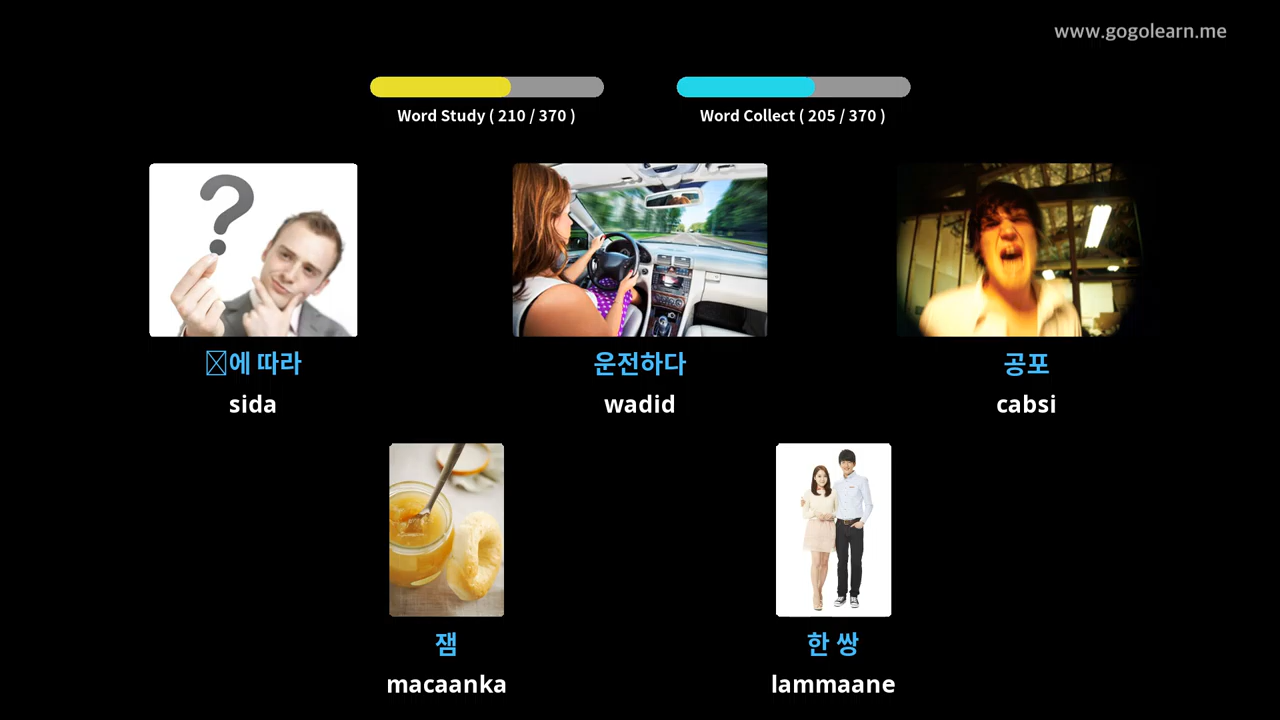 www.gogolearn.me
Word Study ( 210 / 370 )
Word Collect ( 205 / 370 )
에 따라
sida
운전하다
wadid
공포
cabsi
잼
macaanka
한 쌍
lammaane